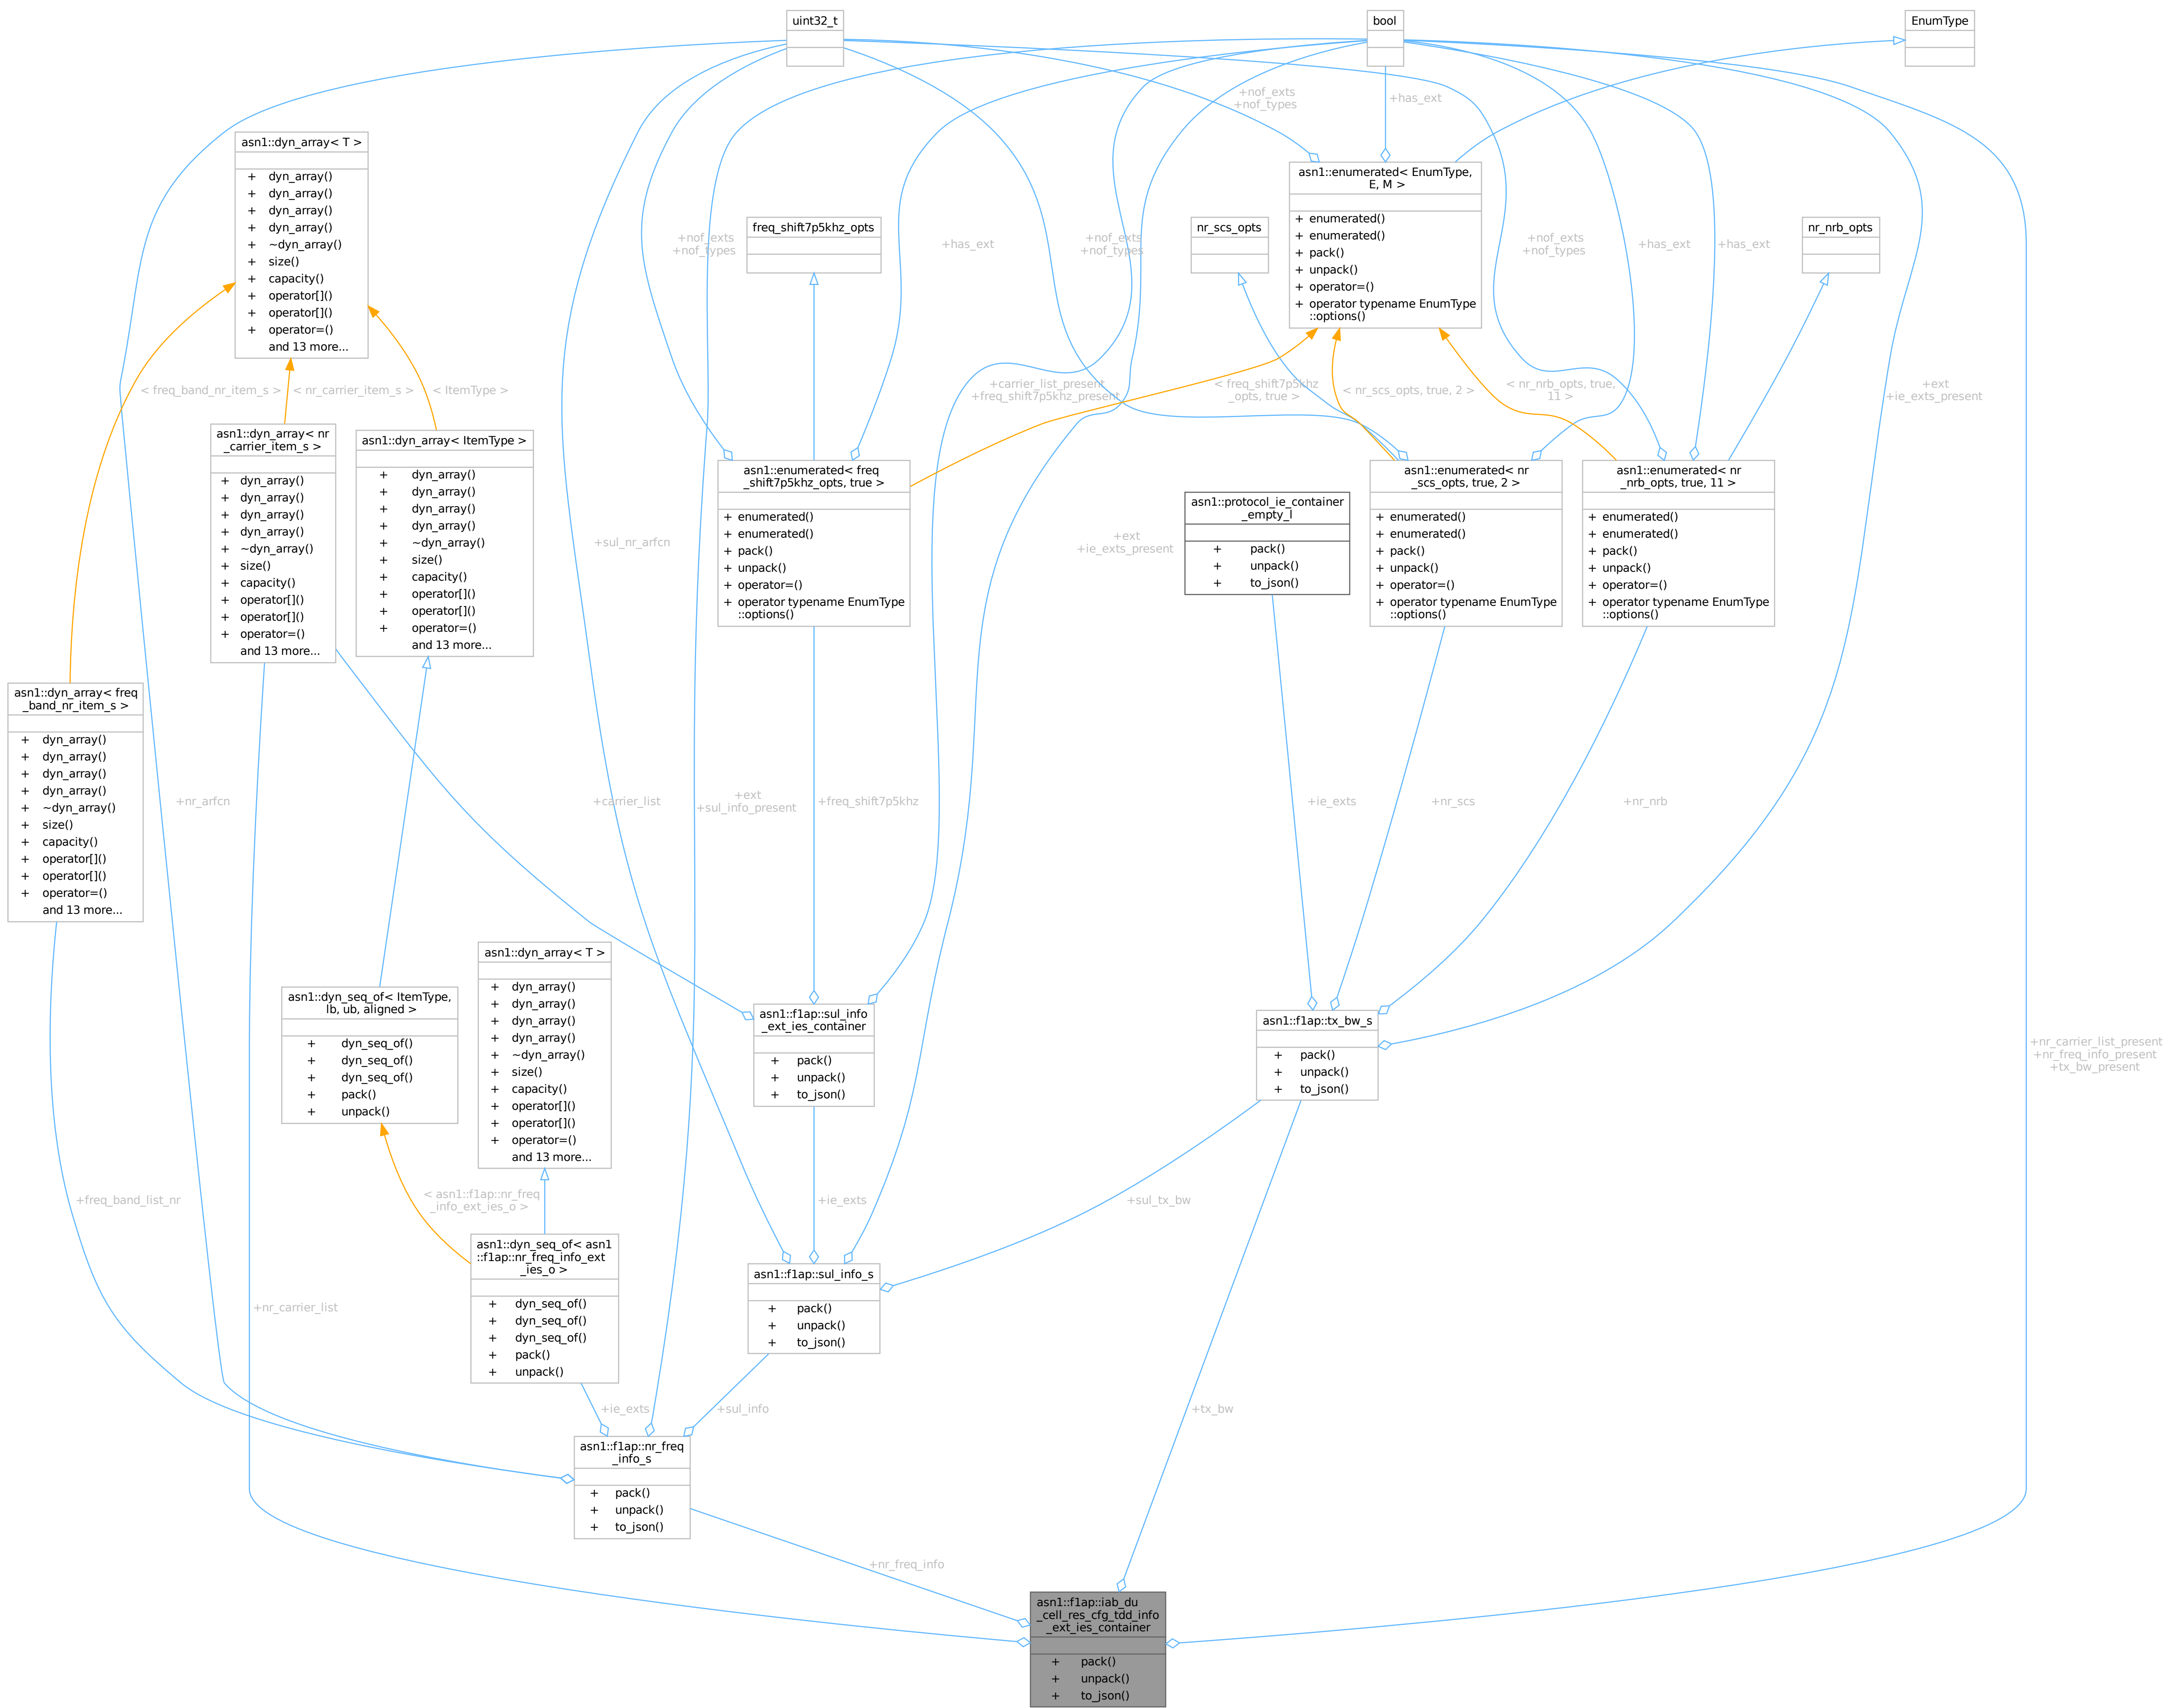 uint32_t
bool
EnumType
+nof_exts
+nof_types
+has_ext
asn1::dyn_array< T >
+ dyn_array()
+ dyn_array()
+ dyn_array()
+ dyn_array()
+ ~dyn_array()
+ size()
+ capacity()
+ operator[]()
+ operator[]()
+ operator=()
and 13 more...
asn1::enumerated< EnumType,
E, M >
+ enumerated()
+ enumerated()
+ pack()
+ unpack()
+ operator=()
+ operator typename EnumType
::options()
freq_shift7p5khz_opts
nr_scs_opts
nr_nrb_opts
+nof_exts
+nof_types
+has_ext
+nof_exts
+nof_types
+nof_exts
+nof_types
+has_ext
+has_ext
< freq_band_nr_item_s >
< nr_carrier_item_s >
< ItemType >
+carrier_list_present
+freq_shift7p5khz_present
< freq_shift7p5khz
_opts, true >
< nr_scs_opts, true, 2 >
< nr_nrb_opts, true,
11 >
+ext
+ie_exts_present
asn1::dyn_array< nr
_carrier_item_s >
+ dyn_array()
+ dyn_array()
+ dyn_array()
+ dyn_array()
+ ~dyn_array()
+ size()
+ capacity()
+ operator[]()
+ operator[]()
+ operator=()
and 13 more...
asn1::dyn_array< ItemType >
+ dyn_array()
+ dyn_array()
+ dyn_array()
+ dyn_array()
+ ~dyn_array()
+ size()
+ capacity()
+ operator[]()
+ operator[]()
+ operator=()
and 13 more...
+sul_nr_arfcn
asn1::enumerated< freq
_shift7p5khz_opts, true >
+ enumerated()
+ enumerated()
+ pack()
+ unpack()
+ operator=()
+ operator typename EnumType
::options()
+ext
+ie_exts_present
asn1::protocol_ie_container
_empty_l
+ pack()
+ unpack()
+ to_json()
asn1::enumerated< nr
_scs_opts, true, 2 >
+ enumerated()
+ enumerated()
+ pack()
+ unpack()
+ operator=()
+ operator typename EnumType
::options()
asn1::enumerated< nr
_nrb_opts, true, 11 >
+ enumerated()
+ enumerated()
+ pack()
+ unpack()
+ operator=()
+ operator typename EnumType
::options()
asn1::dyn_array< freq
_band_nr_item_s >
+ dyn_array()
+ dyn_array()
+ dyn_array()
+ dyn_array()
+ ~dyn_array()
+ size()
+ capacity()
+ operator[]()
+ operator[]()
+ operator=()
and 13 more...
+nr_arfcn
+carrier_list
+ext
+sul_info_present
+freq_shift7p5khz
+ie_exts
+nr_scs
+nr_nrb
asn1::dyn_seq_of< ItemType,
lb, ub, aligned >
+ dyn_seq_of()
+ dyn_seq_of()
+ dyn_seq_of()
+ pack()
+ unpack()
asn1::dyn_array< T >
+ dyn_array()
+ dyn_array()
+ dyn_array()
+ dyn_array()
+ ~dyn_array()
+ size()
+ capacity()
+ operator[]()
+ operator[]()
+ operator=()
and 13 more...
asn1::f1ap::sul_info
_ext_ies_container
+ pack()
+ unpack()
+ to_json()
asn1::f1ap::tx_bw_s
+ pack()
+ unpack()
+ to_json()
+nr_carrier_list_present
+nr_freq_info_present
+tx_bw_present
+freq_band_list_nr
< asn1::f1ap::nr_freq
_info_ext_ies_o >
+ie_exts
+sul_tx_bw
asn1::dyn_seq_of< asn1
::f1ap::nr_freq_info_ext
_ies_o >
+ dyn_seq_of()
+ dyn_seq_of()
+ dyn_seq_of()
+ pack()
+ unpack()
asn1::f1ap::sul_info_s
+ pack()
+ unpack()
+ to_json()
+nr_carrier_list
+ie_exts
+sul_info
+tx_bw
asn1::f1ap::nr_freq
_info_s
+ pack()
+ unpack()
+ to_json()
+nr_freq_info
asn1::f1ap::iab_du
_cell_res_cfg_tdd_info
_ext_ies_container
+ pack()
+ unpack()
+ to_json()